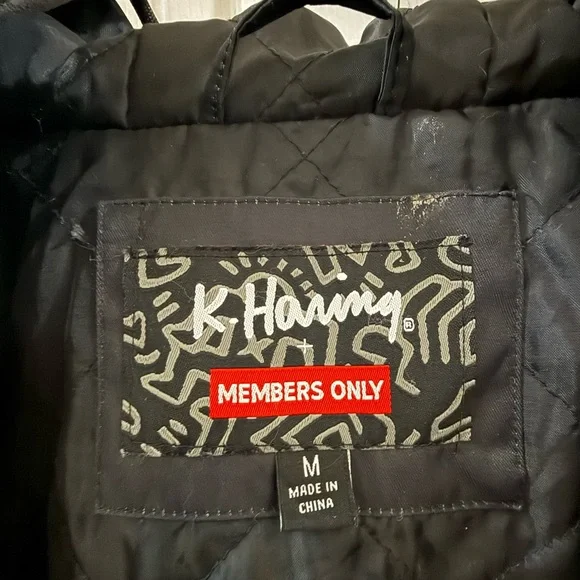 K. Haring®
+
MEMBERS ONLY
M
MADE IN
CHINA